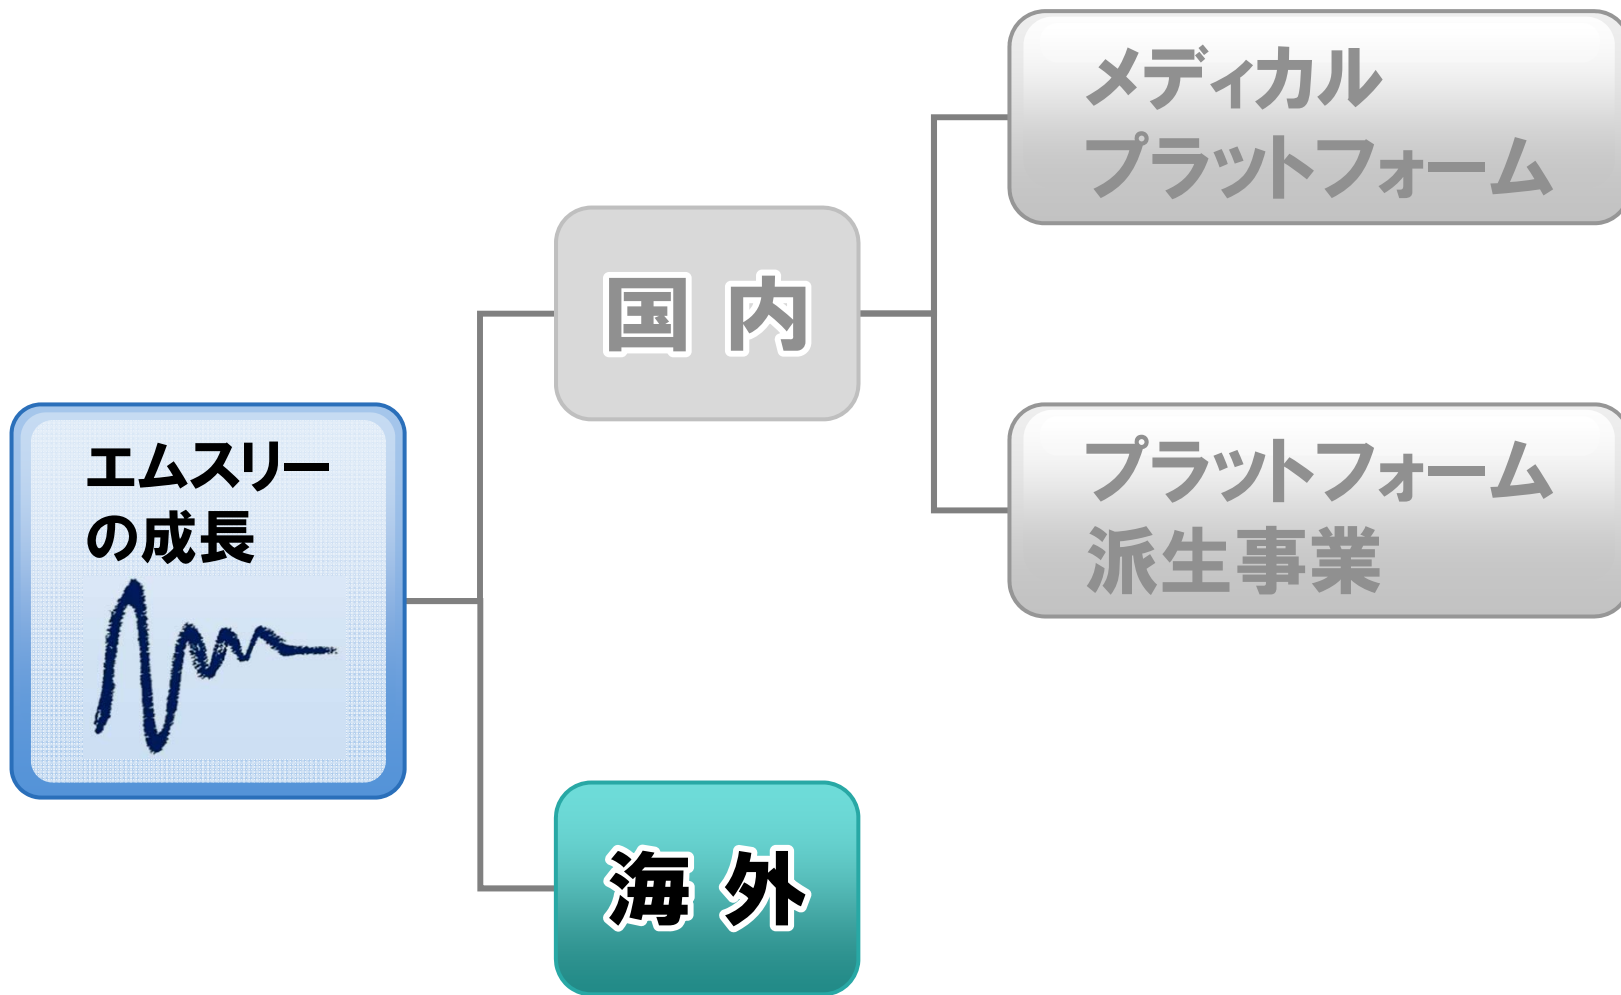 メディカル
プラットフォーム
国内
プラットフォーム
派生事業
エムスリー
の成長
海外